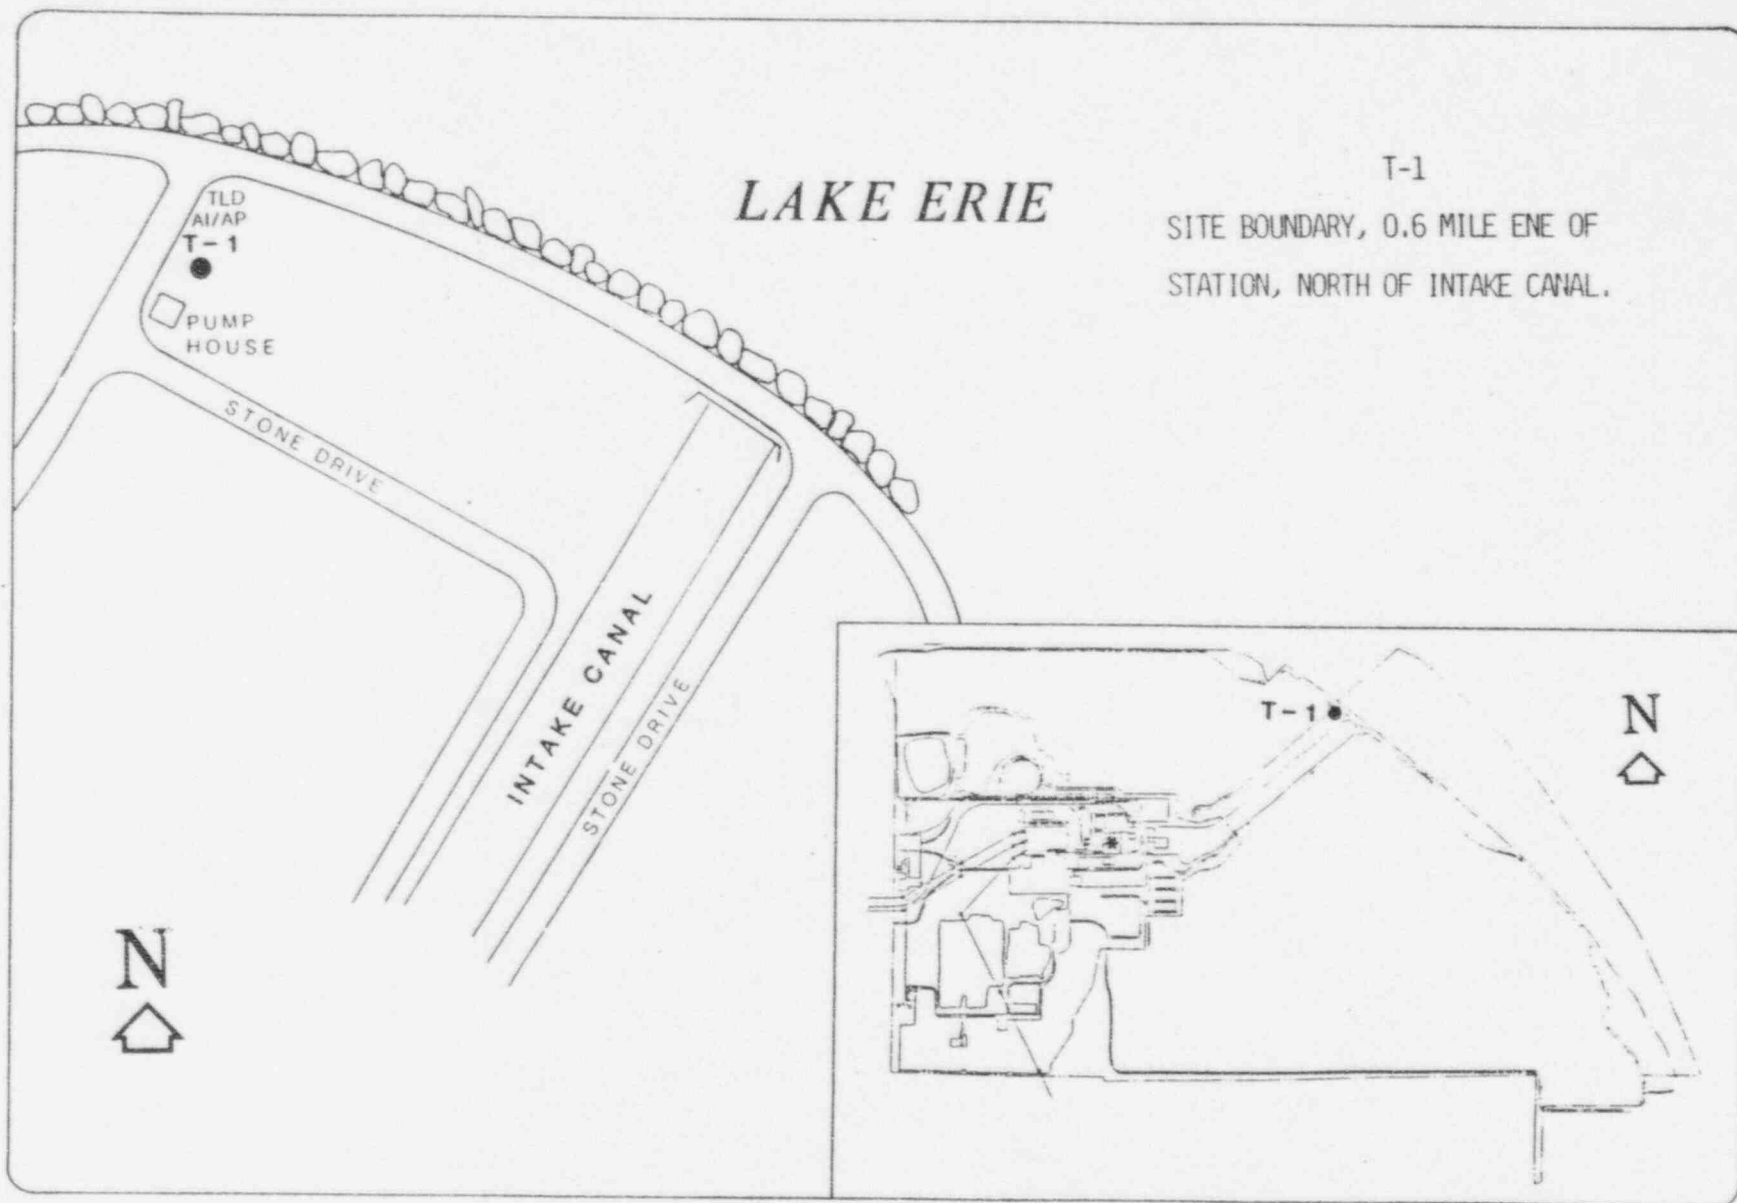 LAKE ERIE
T-1
SITE BOUNDARY, 0.6 MILE ENE OF
STATION, NORTH OF INTAKE CANAL.
TLD
AI/AP
T-1
PUMP
HOUSE
STONE DRIVE
INTAKE CANAL
STONE DRIVE
N
T-1
N
*